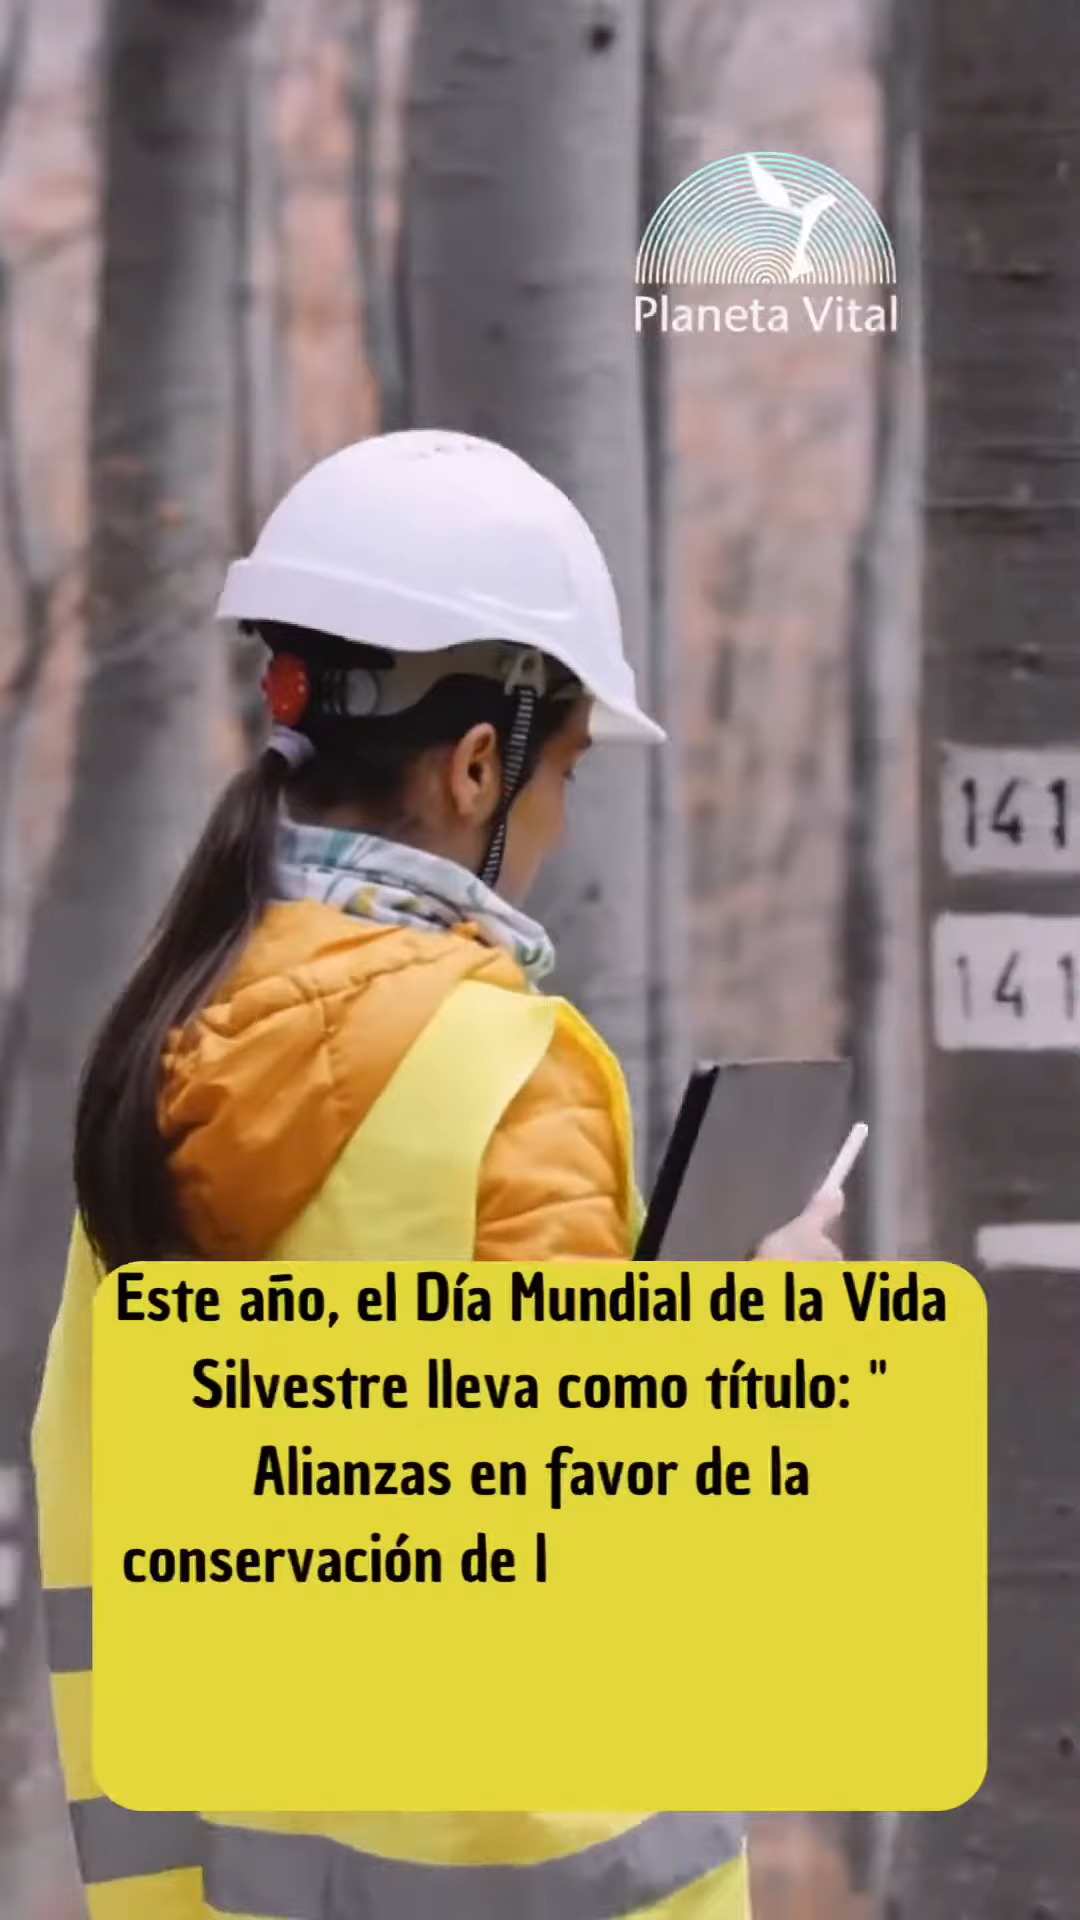 Planeta Vital
141
141
Este año, el Día Mundial de la Vida
Silvestre lleva como título: "
Alianzas en favor de la
conservación de l